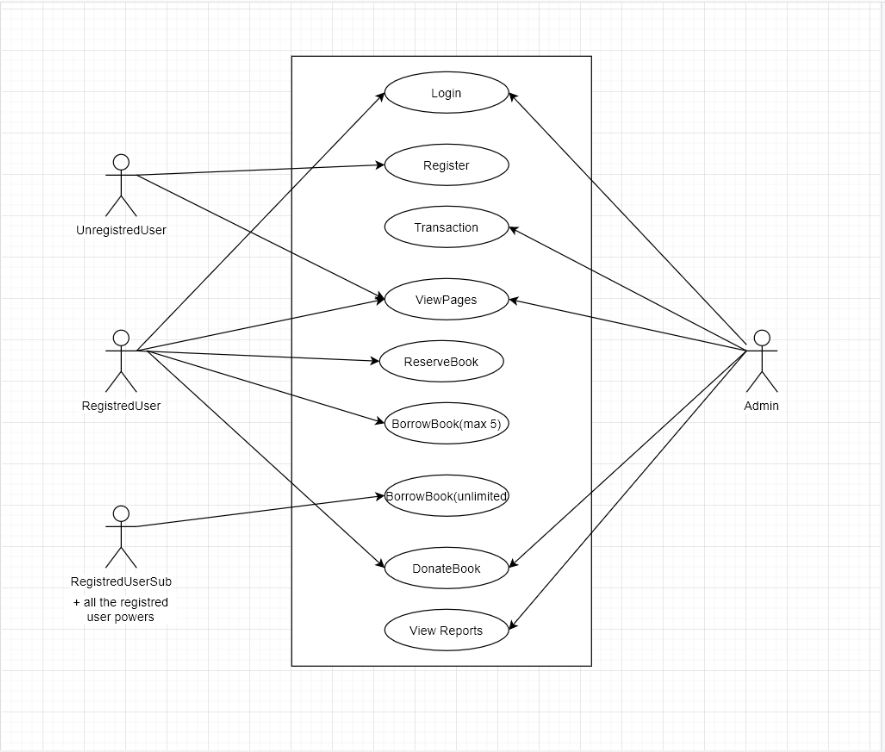 Login
Register
UnregistredUser
Transaction
ViewPages
ReserveBook
RegistredUser
Admin
BorrowBook(max 5)
BorrowBook(unlimited
DonateBook
RegistredUserSub
+ all the registred
user powers
View Reports